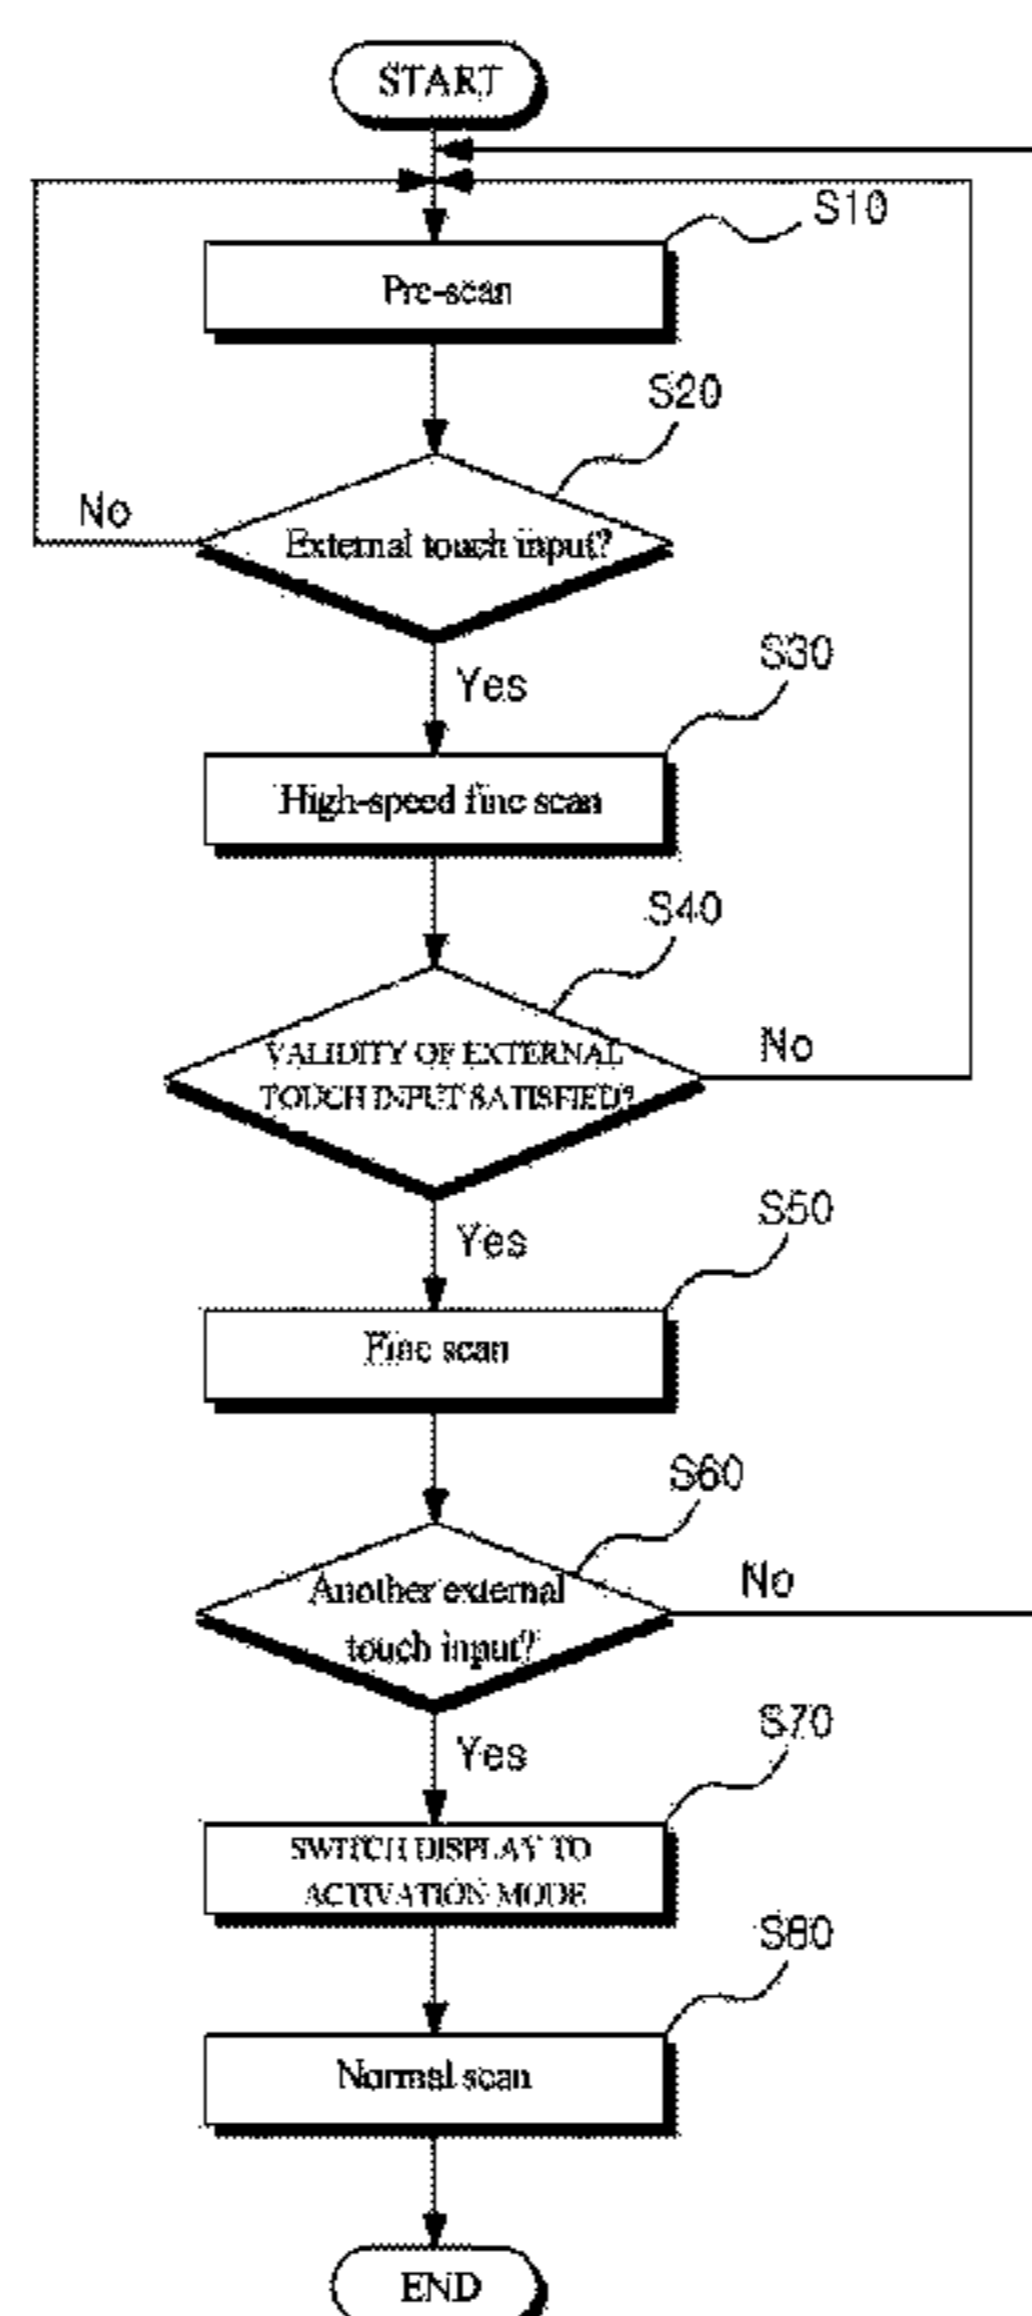 START
S10
Pre-scan
S20
No
External touch input?
S30
Yes
High-speed fine scan
S40
No
VALIDITY OF EXTERNAL
TOUCH INPUT SATISFIED?
S50
Yes
Fine scan
S60
No
Another external
touch input?
S70
Yes
SWITCH DISPLAY TO
ACTIVATION MODE
S80
Normal scan
END